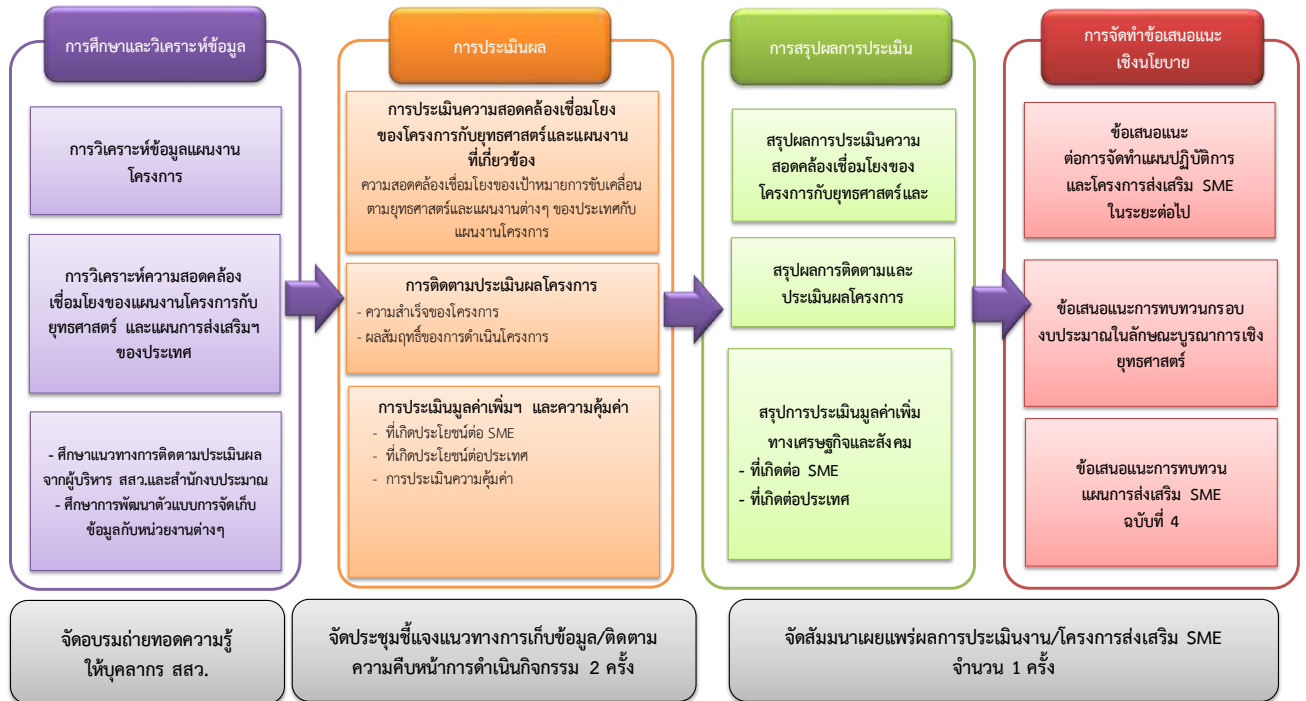 การศึกษาและวิเคราะห์ข้อมูล
การวิเคราะห์ข้อมูลแผนงาน
โครงการ
การวิเคราะห์ความสอดคล้อง
เชื่อมโยงของแผนงานโครงการกับ
ยุทธศาสตร์ และแผนการส่งเสริมฯ
ของประเทศ
- ศึกษาแนวทางการติดตามประเมินผล
จากผู้บริหาร สสว.และสำนักงบประมาณ
- ศึกษาการพัฒนาตัวแบบการจัดเก็บ
ข้อมูลกับหน่วยงานต่างๆ
การประเมินผล
การประเมินความสอดคล้องเชื่อมโยง
ของโครงการกับยุทธศาสตร์และแผนงาน
ที่เกี่ยวข้อง
ความสอดคล้องเชื่อมโยงของเป้าหมายการขับเคลื่อน
ตามยุทธศาสตร์และแผนงานต่างๆ ของประเทศกับ
แผนงานโครงการ
การติดตามประเมินผลโครงการ
- ความสำเร็จของโครงการ
- ผลสัมฤทธิ์ของการดำเนินโครงการ
การประเมินมูลค่าเพิ่มฯ และความคุ้มค่า
- ที่เกิดประโยชน์ต่อ SME
- ที่เกิดประโยชน์ต่อประเทศ
- การประเมินความคุ้มค่า
การสรุปผลการประเมิน
สรุปผลการประเมินความ
สอดคล้องเชื่อมโยงของ
โครงการกับยุทธศาสตร์และ
สรุปผลการติดตามและ
ประเมินผลโครงการ
สรุปการประเมินมูลค่าเพิ่ม
ทางเศรษฐกิจและสังคม
- ที่เกิดต่อ SME
- ที่เกิดต่อประเทศ
การจัดทำข้อเสนอแนะ
เชิงนโยบาย
ข้อเสนอแนะ
ต่อการจัดทำแผนปฏิบัติการ
และโครงการส่งเสริม SME
ในระยะต่อไป
ข้อเสนอแนะการทบทวนกรอบ
งบประมาณในลักษณะบูรณาการเชิง
ยุทธศาสตร์
ข้อเสนอแนะการทบทวน
แผนการส่งเสริม SME
ฉบับที่ 4
จัดอบรมถ่ายทอดความรู้
ให้บุคลากร สสว.
จัดประชุมชี้แจงแนวทางการเก็บข้อมูล/ติดตาม
ความคืบหน้าการดำเนินกิจกรรม 2 ครั้ง
จัดสัมมนาเผยแพร่ผลการประเมินงาน/โครงการส่งเสริม SME
จำนวน 1 ครั้ง